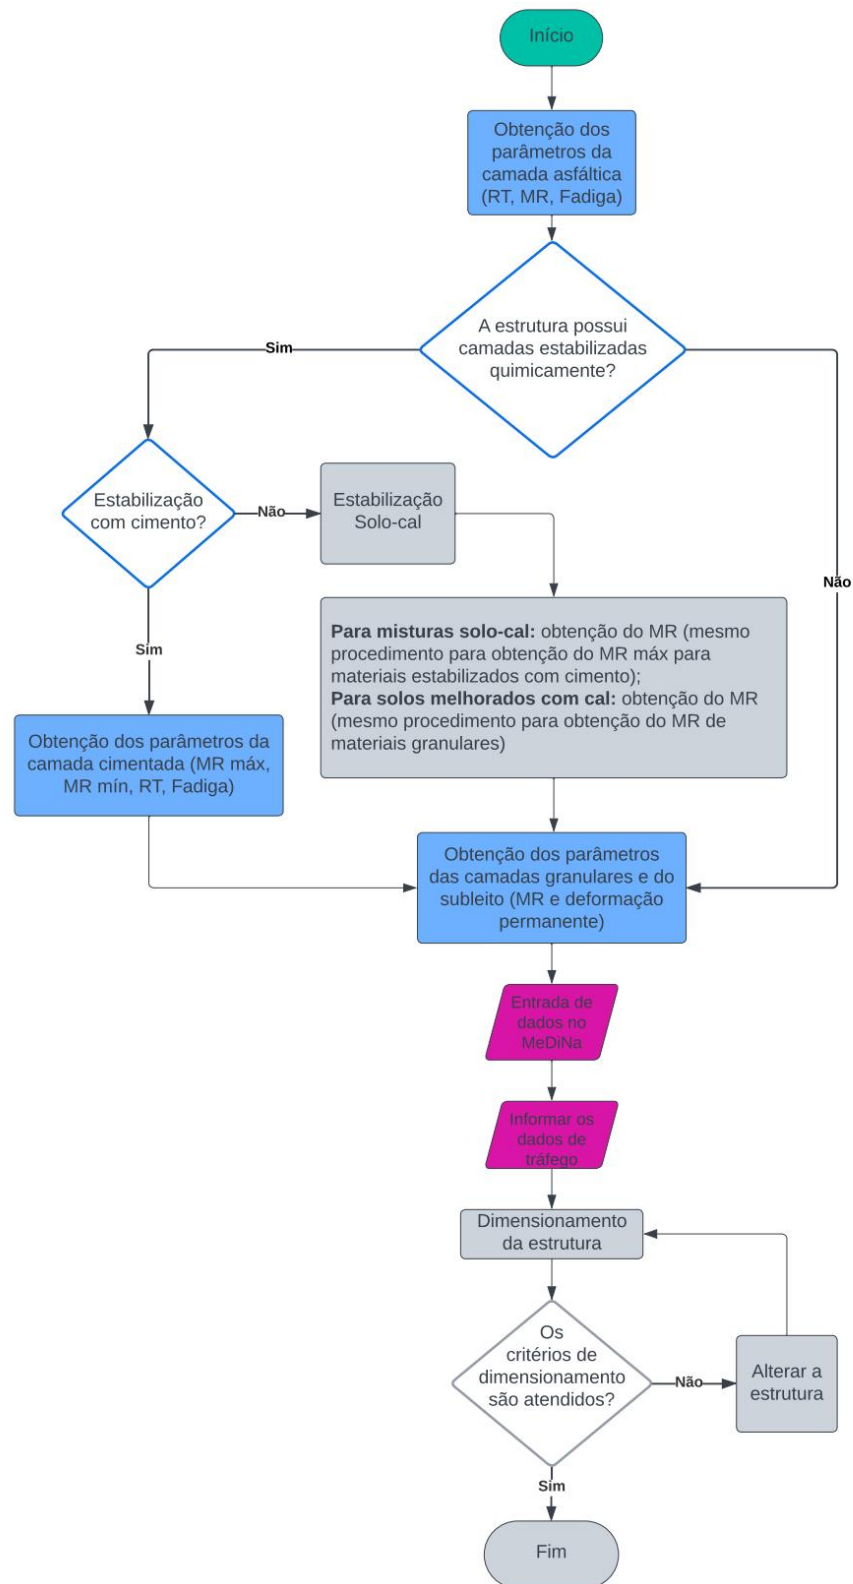 Início
Obtenção dos
parâmetros da
camada asfáltica
(RT, MR, Fadiga)
A estrutura possui
camadas estabilizadas
quimicamente?
Sim
Não
Estabilização
com cimento?
Não
Estabilização
Solo-cal
Sim
Para misturas solo-cal: obtenção do MR (mesmo
procedimento para obtenção do MR máx para
materiais estabilizados com cimento);
Para solos melhorados com cal: obtenção do MR
(mesmo procedimento para obtenção do MR de
materiais granulares)
Obtenção dos parâmetros da
camada cimentada (MR máx,
MR mín, RT, Fadiga)
Obtenção dos parâmetros
das camadas granulares e do
subleito (MR e deformação
permanente)
Entrada de
dados no
MeDiNa
Informar os
dados de
tráfego
Dimensionamento
da estrutura
Os
critérios de
dimensionamento
são atendidos?
Não
Alterar a
estrutura
Sim
Fim